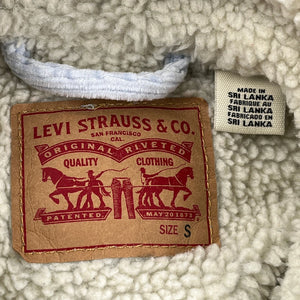 LEVI STRAUSS & CO.
SAN FRANCISCO
CAL.
ORIGINAL RIVETED
QUALITY CLOTHING
PATENTED MAY 20 1873
SIZE S
MADE IN
SRI LANKA
FABRIQUE AU
SRI LANKA
FABRICADO EN
SRI LANKA